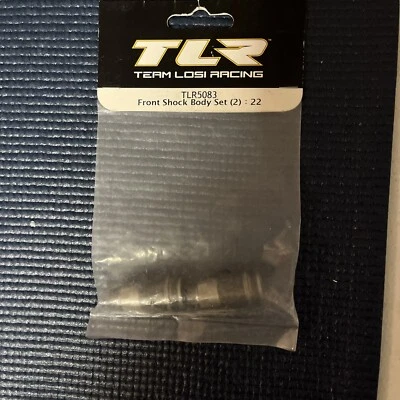 TLR
TEAM LOSI RACING
TLR5083
Front Shock Body Set (2) : 22